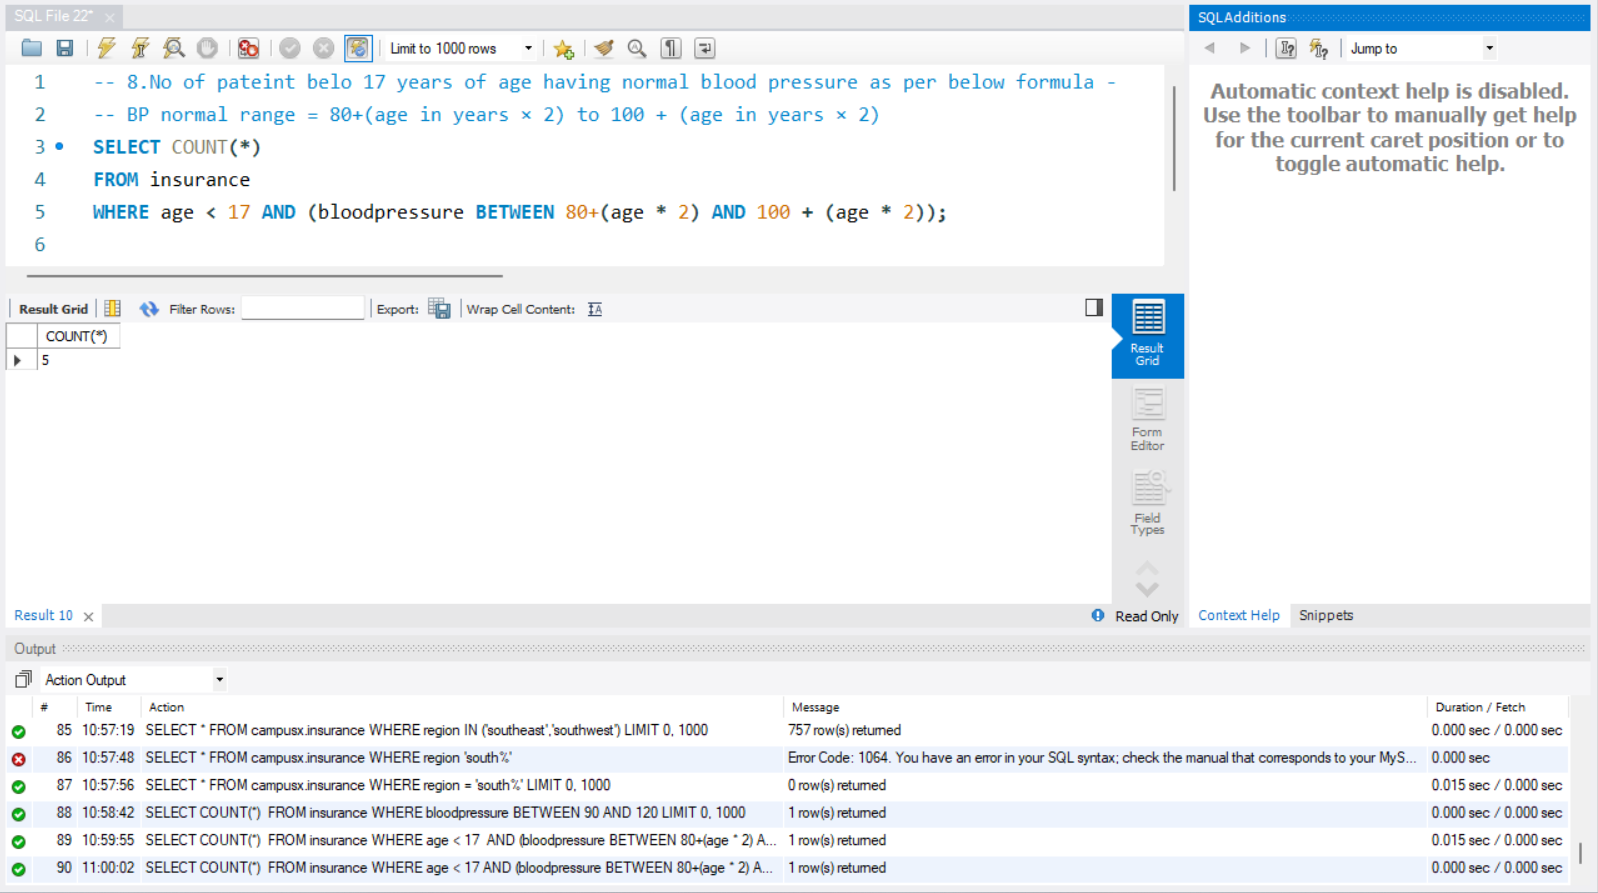 SQL File 22*
SQLAdditions
Limit to 1000 rows
Jump to
1 -- 8.No of pateint belo 17 years of age having normal blood pressure as per below formula -
2 -- BP normal range = 80+(age in years × 2) to 100 + (age in years × 2)
3 SELECT COUNT(*)
4 FROM insurance
5 WHERE age < 17 AND (bloodpressure BETWEEN 80+(age * 2) AND 100 + (age * 2));
6
Automatic context help is disabled.
Use the toolbar to manually get help
for the current caret position or to
toggle automatic help.
Result Grid Filter Rows: Export: Wrap Cell Content:
COUNT(*)
5
Result
Grid
Form
Editor
Field
Types
Result 10
Read Only
Context Help Snippets
Output
Action Output
# Time Action Message Duration / Fetch
85 10:57:19 SELECT * FROM campusx.insurance WHERE region IN ('southeast','southwest') LIMIT 0, 1000 757 row(s) returned 0.000 sec / 0.000 sec
86 10:57:48 SELECT * FROM campusx.insurance WHERE region 'south%' Error Code: 1064. You have an error in your SQL syntax; check the manual that corresponds to your MyS... 0.000 sec
87 10:57:56 SELECT * FROM campusx.insurance WHERE region = 'south%' LIMIT 0, 1000 0 row(s) returned 0.015 sec / 0.000 sec
88 10:58:42 SELECT COUNT(*) FROM insurance WHERE bloodpressure BETWEEN 90 AND 120 LIMIT 0, 1000 1 row(s) returned 0.000 sec / 0.000 sec
89 10:59:55 SELECT COUNT(*) FROM insurance WHERE age < 17 AND (bloodpressure BETWEEN 80+(age * 2) A... 1 row(s) returned 0.015 sec / 0.000 sec
90 11:00:02 SELECT COUNT(*) FROM insurance WHERE age < 17 AND (bloodpressure BETWEEN 80+(age * 2) A... 1 row(s) returned 0.000 sec / 0.000 sec